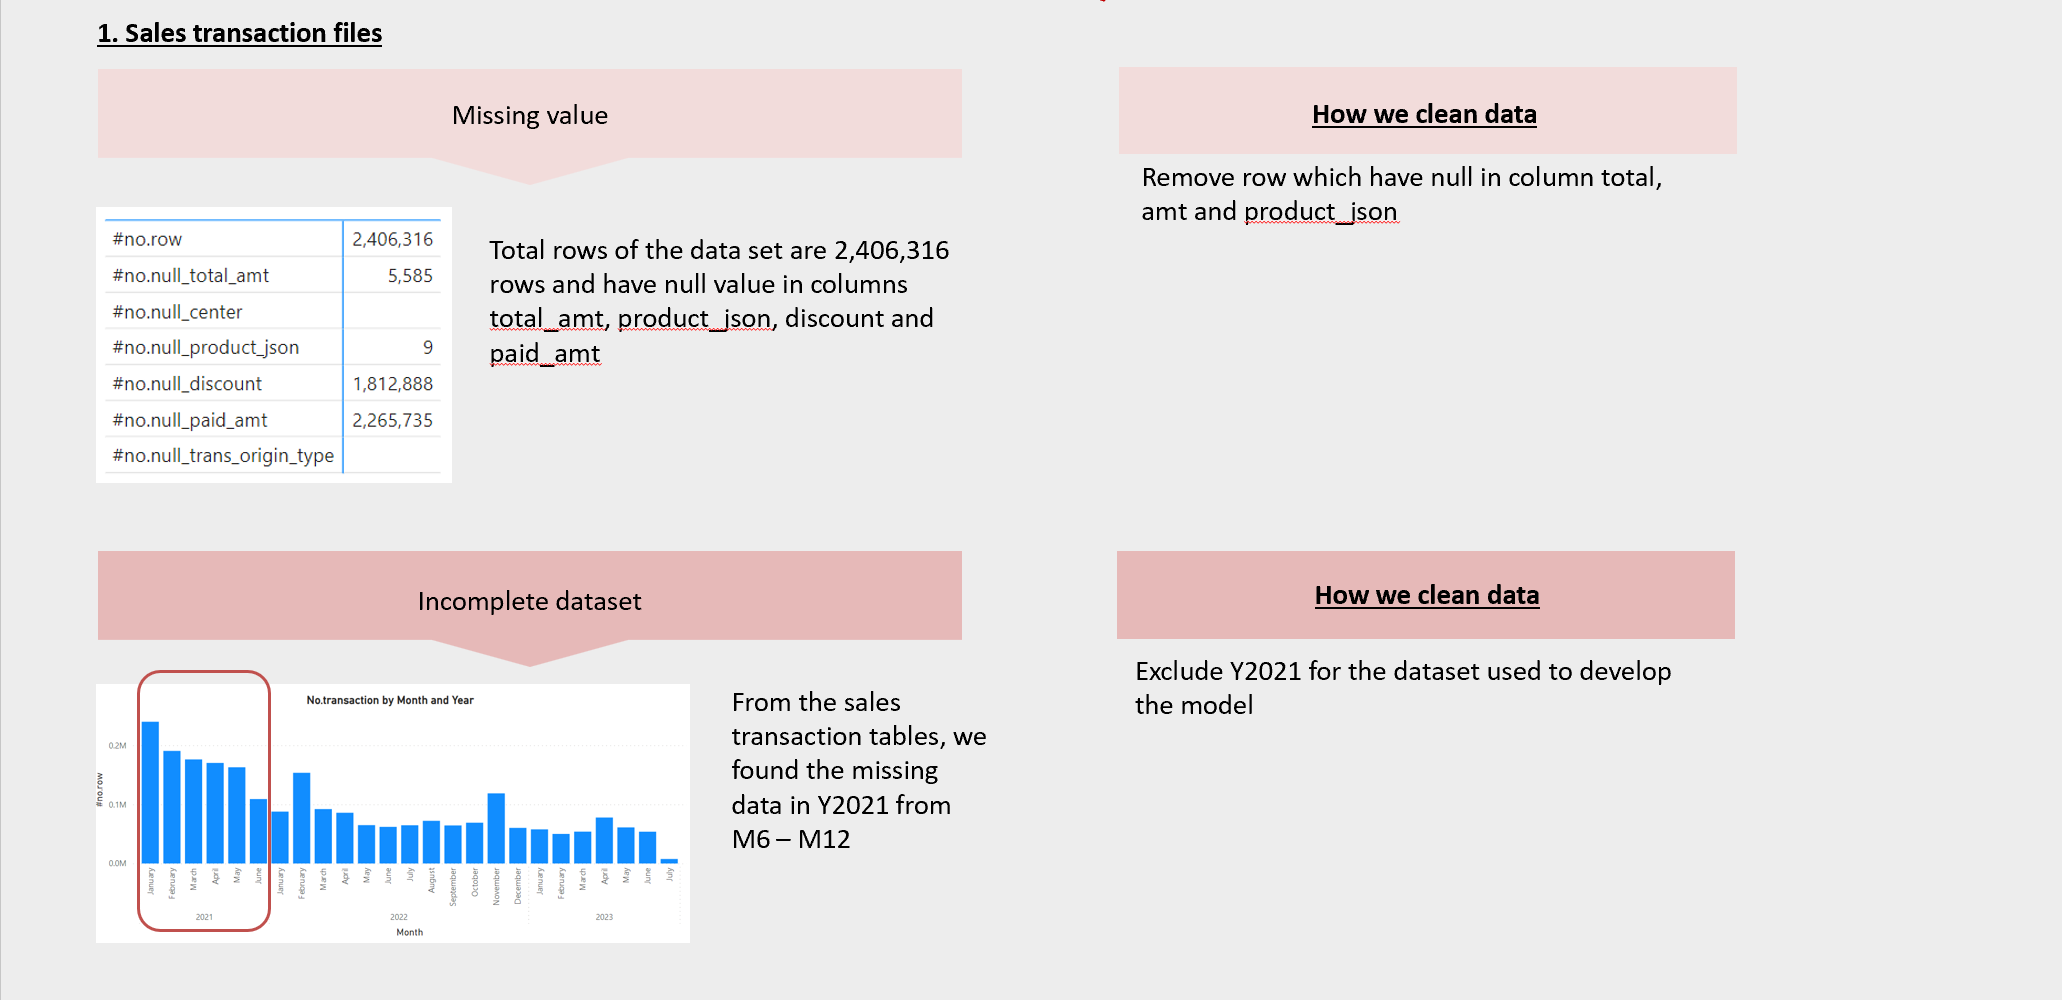 1. Sales transaction files
Missing value
How we clean data
Remove row which have null in column total,
amt and product_json
#no.row 2,406,316
#no.null_total_amt 5,585
#no.null_center
#no.null_product_json 9
#no.null_discount 1,812,888
#no.null_paid_amt 2,265,735
#no.null_trans_origin_type
Total rows of the data set are 2,406,316
rows and have null value in columns
total_amt, product_json, discount and
paid_amt
Incomplete dataset
How we clean data
Exclude Y2021 for the dataset used to develop
the model
No.transaction by Month and Year
#no.row
0.2M
0.1M
0.0M
January
February
March
April
May
June
January
February
March
April
May
June
July
August
September
October
November
December
January
February
March
April
May
June
July
2021
2022
2023
Month
From the sales
transaction tables, we
found the missing
data in Y2021 from
M6 – M12